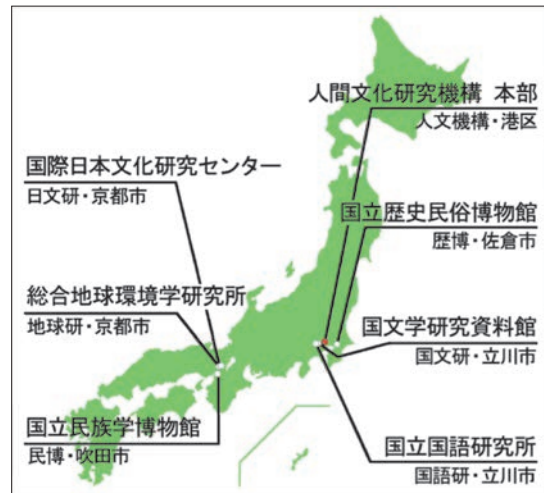 人間文化研究機構 本部
人文機構・港区
国際日本文化研究センター
日文研・京都市
国立歴史民俗博物館
歴博・佐倉市
総合地球環境学研究所
地球研・京都市
国文学研究資料館
国文研・立川市
国立民族学博物館
民博・吹田市
国立国語研究所
国語研・立川市